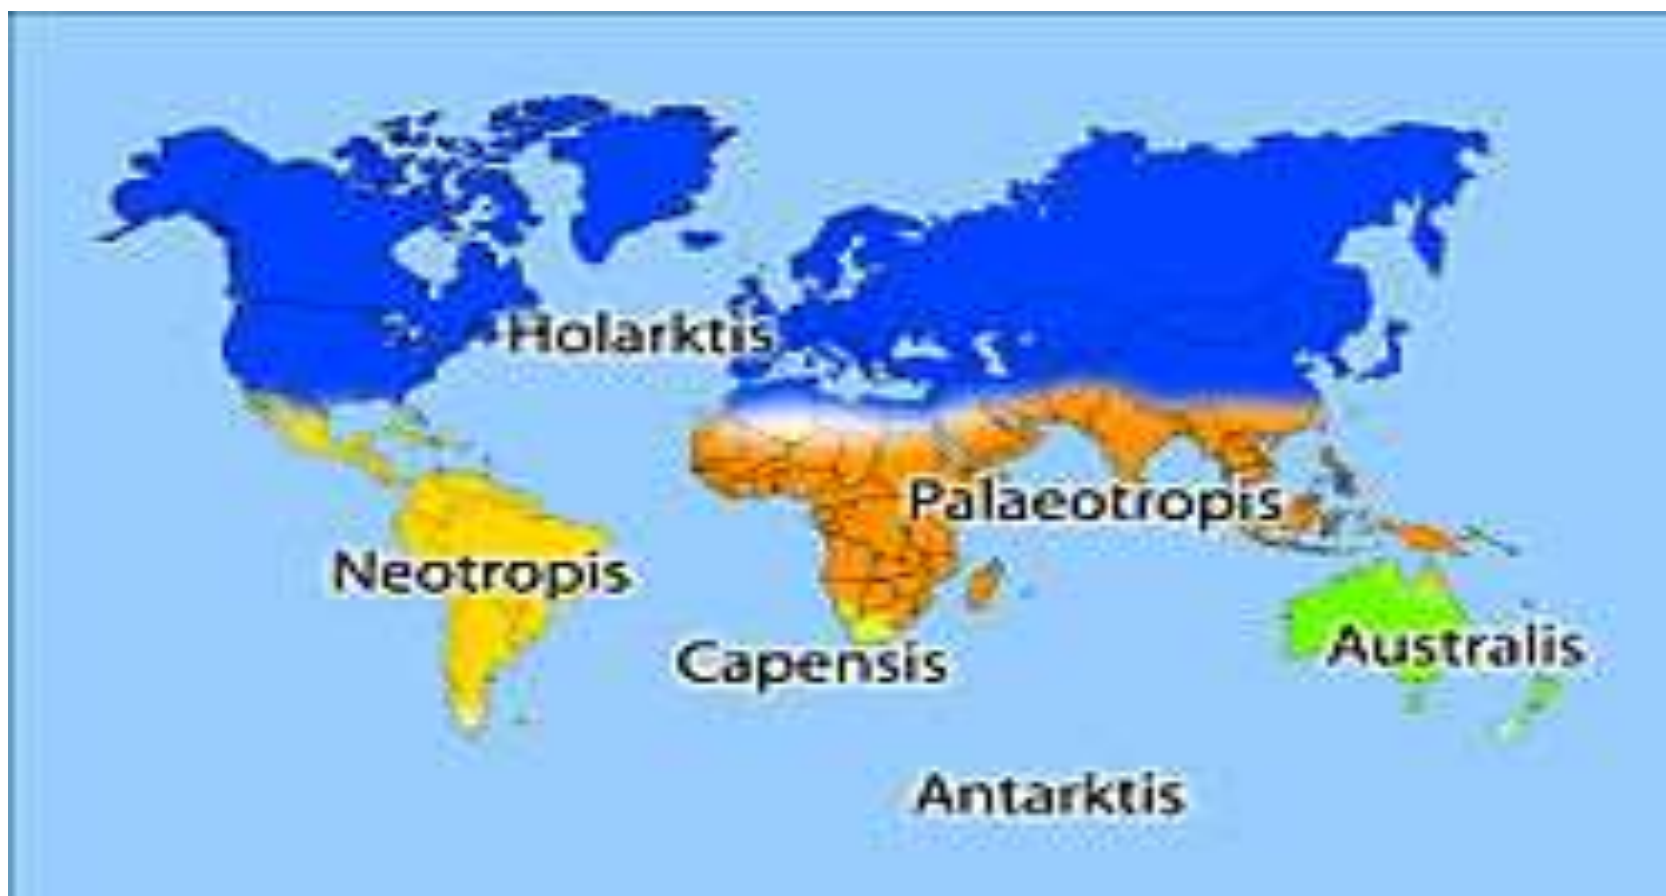 Holarktis
Palaeotropis
Neotropis
Capensis
Australis
Antarktis